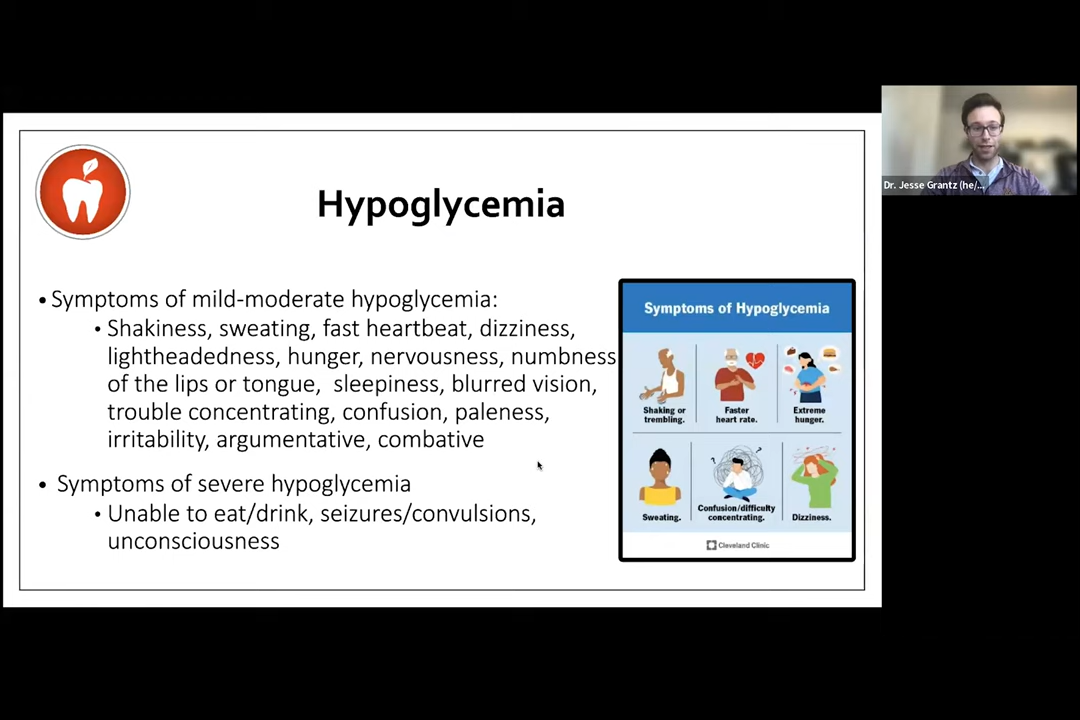 Hypoglycemia
• Symptoms of mild-moderate hypoglycemia:
• Shakiness, sweating, fast heartbeat, dizziness,
lightheadedness, hunger, nervousness, numbness
of the lips or tongue, sleepiness, blurred vision,
trouble concentrating, confusion, paleness,
irritability, argumentative, combative
• Symptoms of severe hypoglycemia
• Unable to eat/drink, seizures/convulsions,
unconsciousness
Symptoms of Hypoglycemia
Shaking or
trembling.
Faster
heart rate.
Extreme
hunger.
Sweating.
Confusion/difficulty
concentrating.
Dizziness.
Cleveland Clinic
Dr. Jesse Grantz (he/...